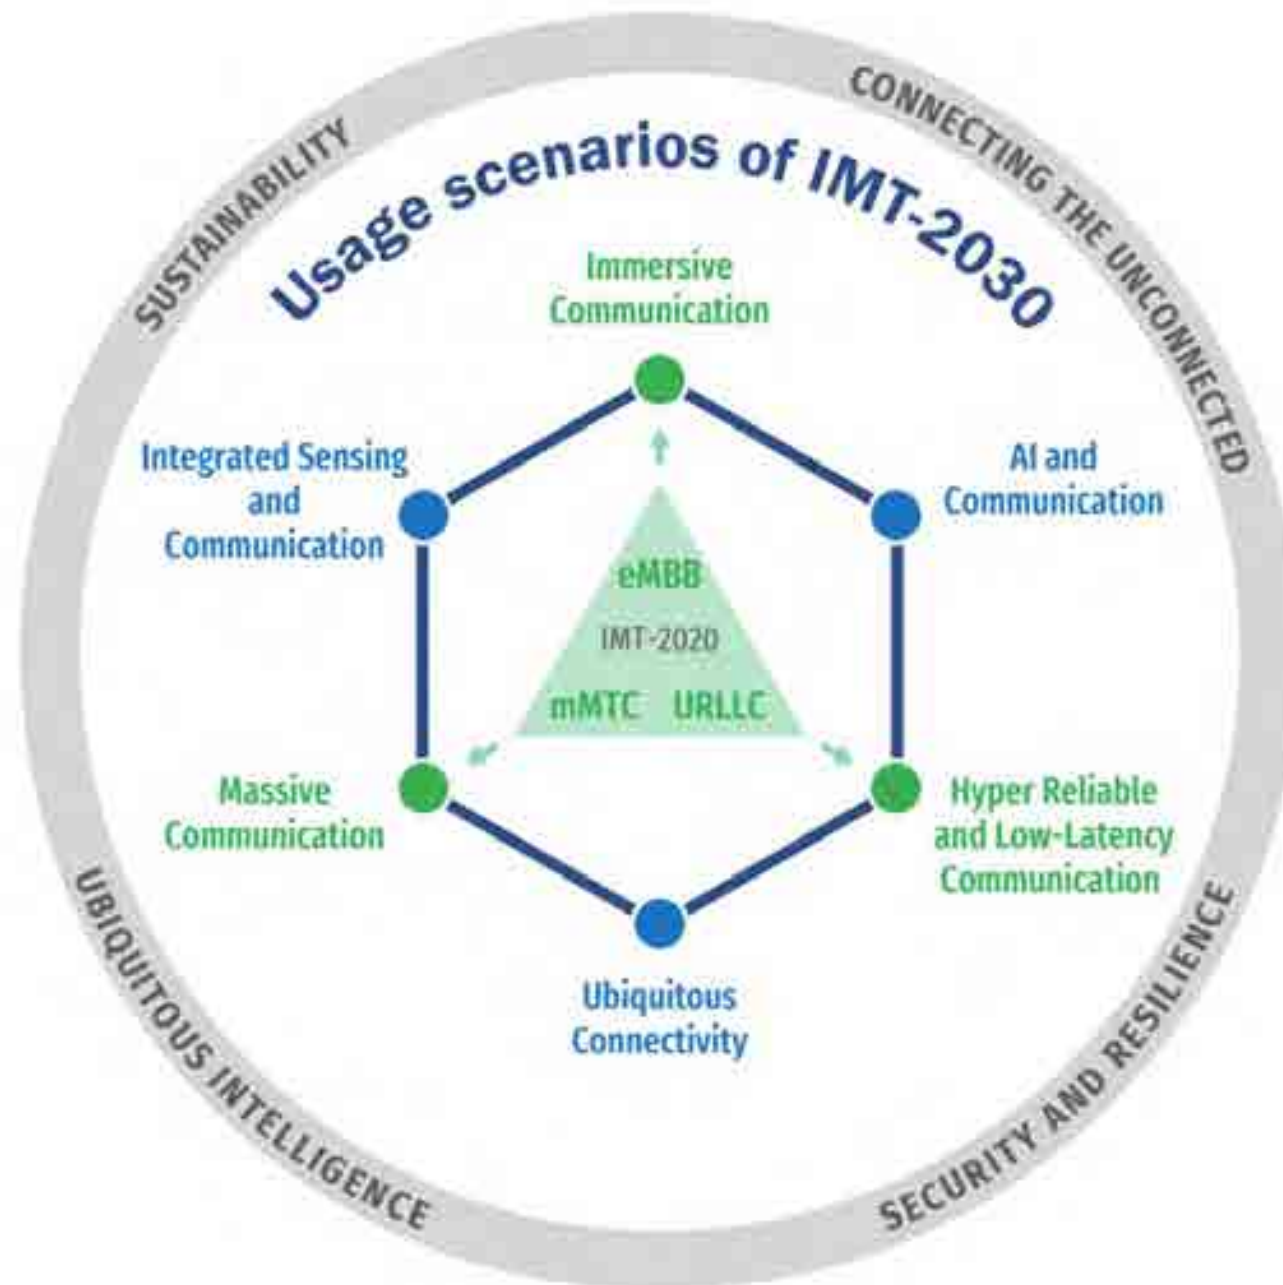 SUSTAINABILITY
CONNECTING THE UNCONNECTED
Usage scenarios of IMT-2030
Immersive
Communication
Integrated Sensing
and
Communication
AI and
Communication
eMBB
IMT-2020
mMTC URLLC
Massive
Communication
Hyper Reliable
and Low-Latency
Communication
Ubiquitous
Connectivity
UBIQUITOUS INTELLIGENCE
SECURITY AND RESILIENCE